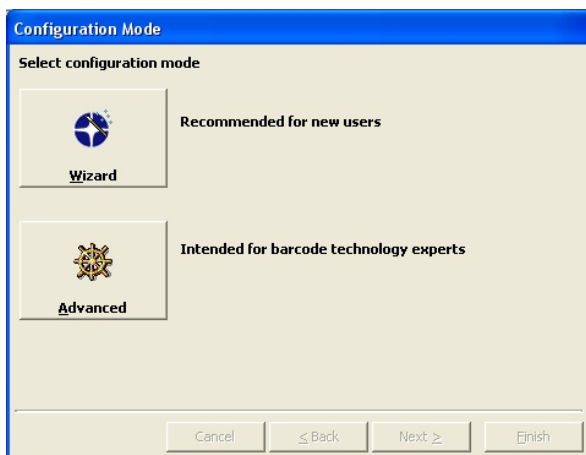 Configuration Mode
Select configuration mode
Recommended for new users
Wizard
Intended for barcode technology experts
Advanced
Cancel
< Back
Next >
Finish